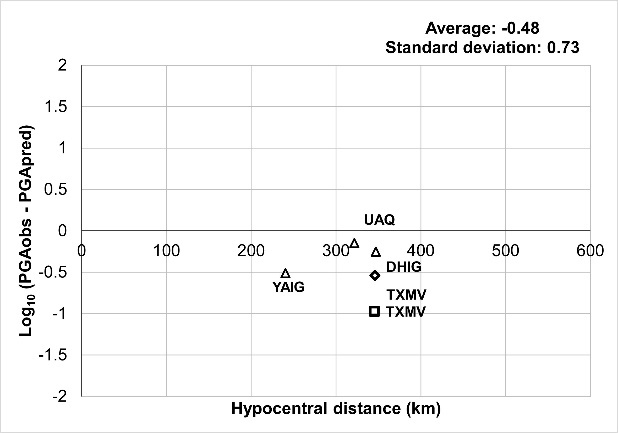 Average: -0.48
Standard deviation: 0.73
2
1.5
1
0.5
0
-0.5
-1
-1.5
-2
0 100 200 300 400 500 600
UAQ
DHIG
YAIG
TXMV
TXMV
Log10 (PGAobs - PGApred)
Hypocentral distance (km)